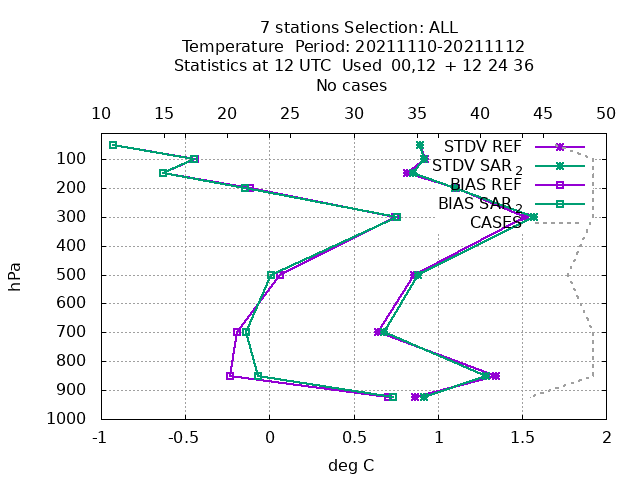 7 stations Selection: ALL
Temperature  Period: 20211110-20211112
Statistics at 12 UTC  Used  00,12  + 12 24 36
No cases
10 15 20 25 30 35 40 45 50
STDV REF
STDV SAR_2
BIAS REF
BIAS SAR_2
CASES
hPa
100
200
300
400
500
600
700
800
900
1000
-1 -0.5 0 0.5 1 1.5 2
deg C